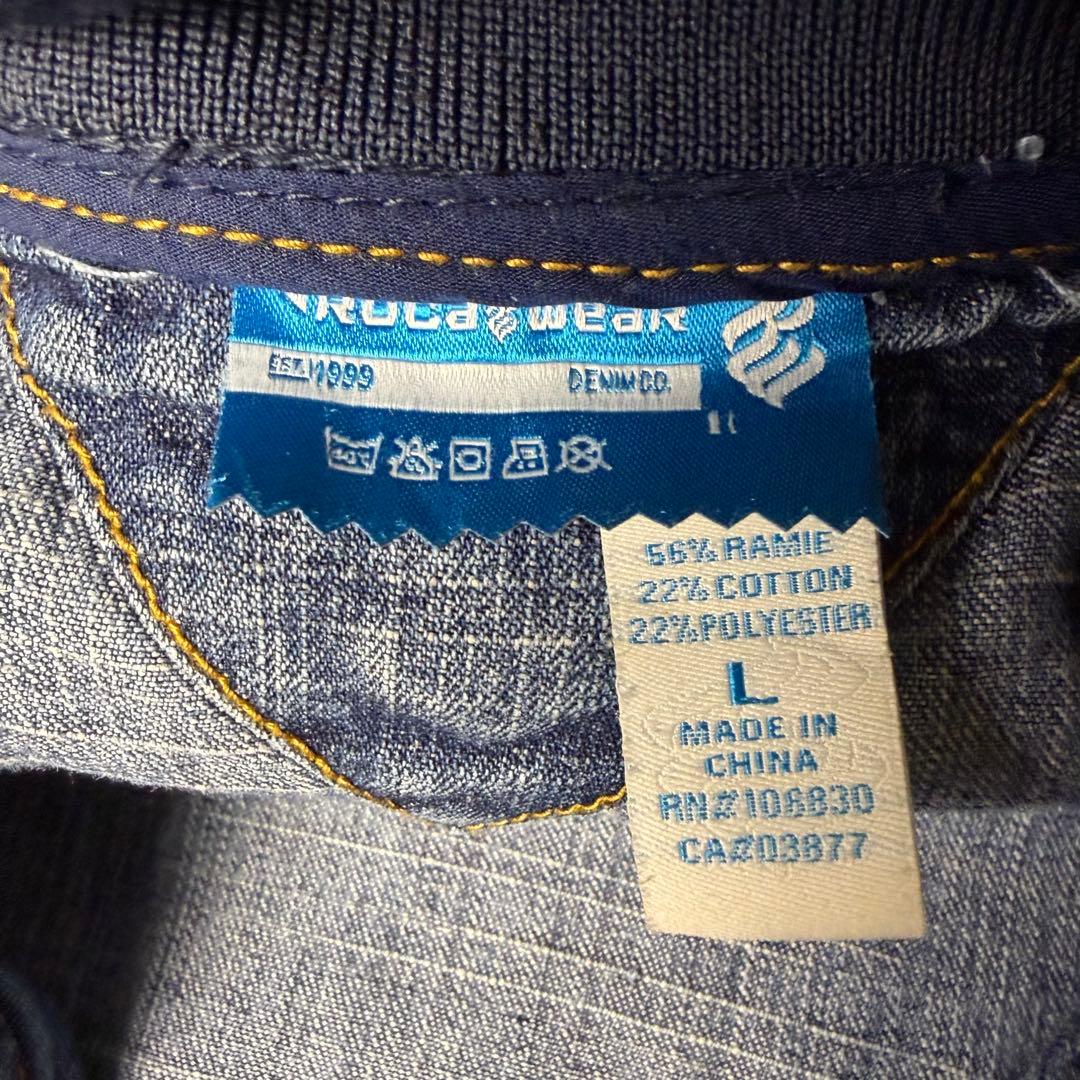 ROCa wear
EST. 1999 DENIM CO.
56% RAMIE
22% COTTON
22% POLYESTER
L
MADE IN
CHINA
RN#106830
CA#03877